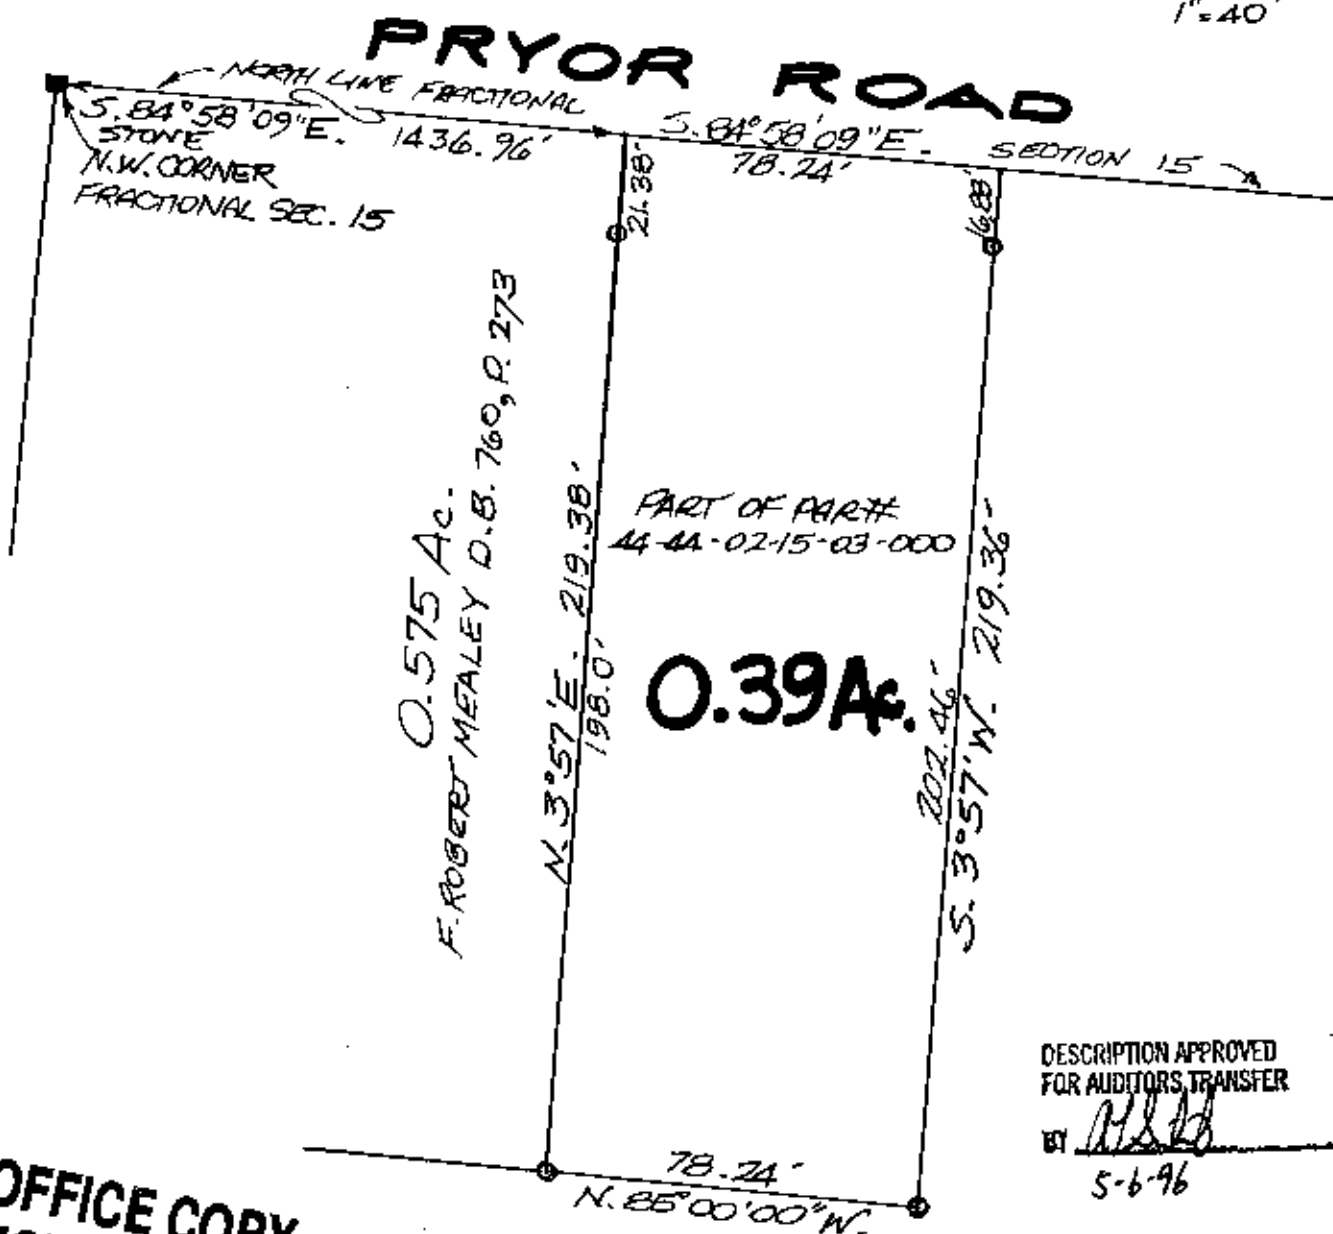 1"=40'
PRYOR ROAD
NORTH LINE FRACTIONAL
S.84°58'09"E.
1436.96'
S.84°58'09"E.
78.24'
SECTION 15
STONE
N.W. CORNER
FRACTIONAL SEC. 15
21.38'
16.88'
0.575 Ac.
F. ROBERT MEALEY D.B. 760, P. 273
N. 3°57'E. 219.38'
198.0'
PART OF PAR#
44-44-02-15-03-000
0.39 Ac.
202.46'
S. 3°57'W. 219.36'
78.24'
N. 85°00'00"W.
DESCRIPTION APPROVED
FOR AUDITORS TRANSFER
BY
5-6-96
OFFICE COPY